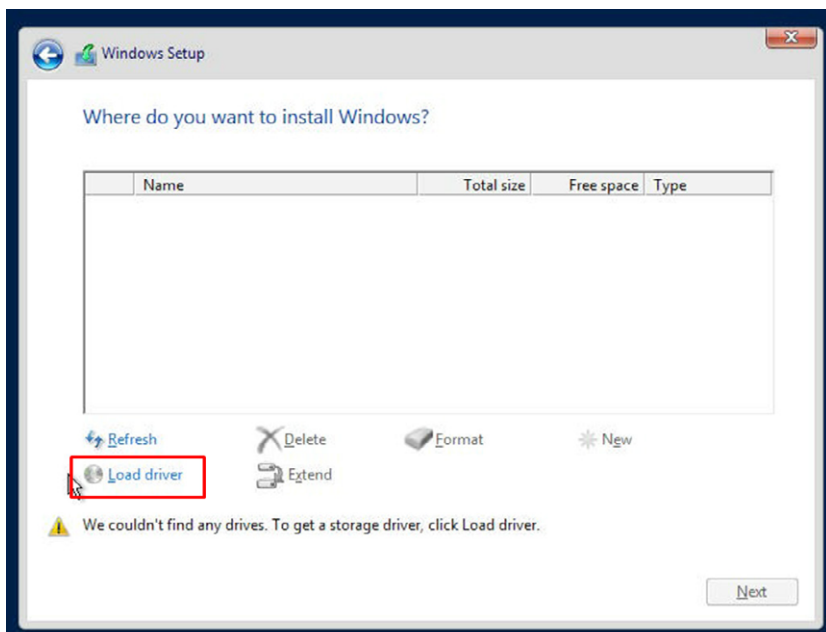 Windows Setup
Where do you want to install Windows?
Name Total size Free space Type
Refresh Delete Format New
Load driver Extend
We couldn't find any drives. To get a storage driver, click Load driver.
Next